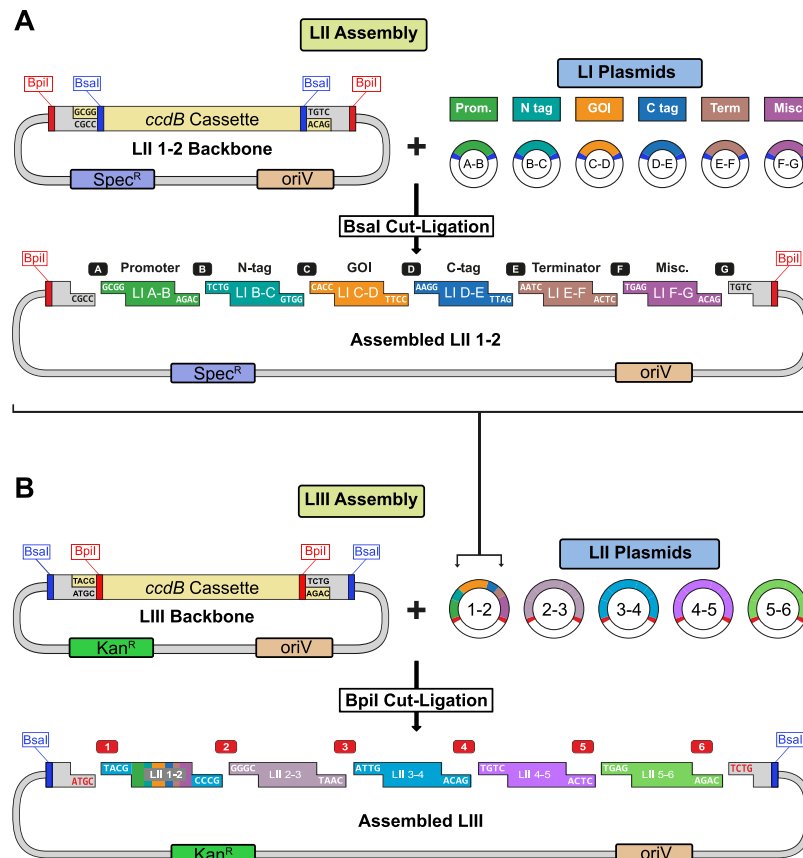 A
LII Assembly
BpiI
BsaI
BsaI
BpiI
LI Plasmids
GCGG
CGCC
ccdB Cassette
TGTC
ACAG
Prom.
N tag
GOI
C tag
Term
Misc
LII 1-2 Backbone
+
A-B
B-C
C-D
D-E
E-F
F-G
SpecR
oriV
BsaI Cut-Ligation
BpiI
A
Promoter
B
N-tag
C
GOI
D
C-tag
E
Terminator
F
Misc.
G
BpiI
CGCC
GCGG
LI A-B
AGAC
TCTG
LI B-C
GTGG
CACC
LI C-D
TTCC
AAGG
LI D-E
TTAG
AATC
LI E-F
ACTC
TGAG
LI F-G
ACAG
TGTC
Assembled LII 1-2
SpecR
oriV
B
LIII Assembly
BsaI
BpiI
BpiI
BsaI
LII Plasmids
TACG
ATGC
ccdB Cassette
TCTG
AGAC
LIII Backbone
+
1-2
2-3
3-4
4-5
5-6
KanR
oriV
BpiI Cut-Ligation
BsaI
1
2
3
4
5
6
BsaI
ATGC
TACG
LII 1-2
CCCG
GGGC
LII 2-3
TAAC
ATTG
LII 3-4
ACAG
TGTC
LII 4-5
ACTC
TGAG
LII 5-6
AGAC
TCTG
Assembled LIII
KanR
oriV